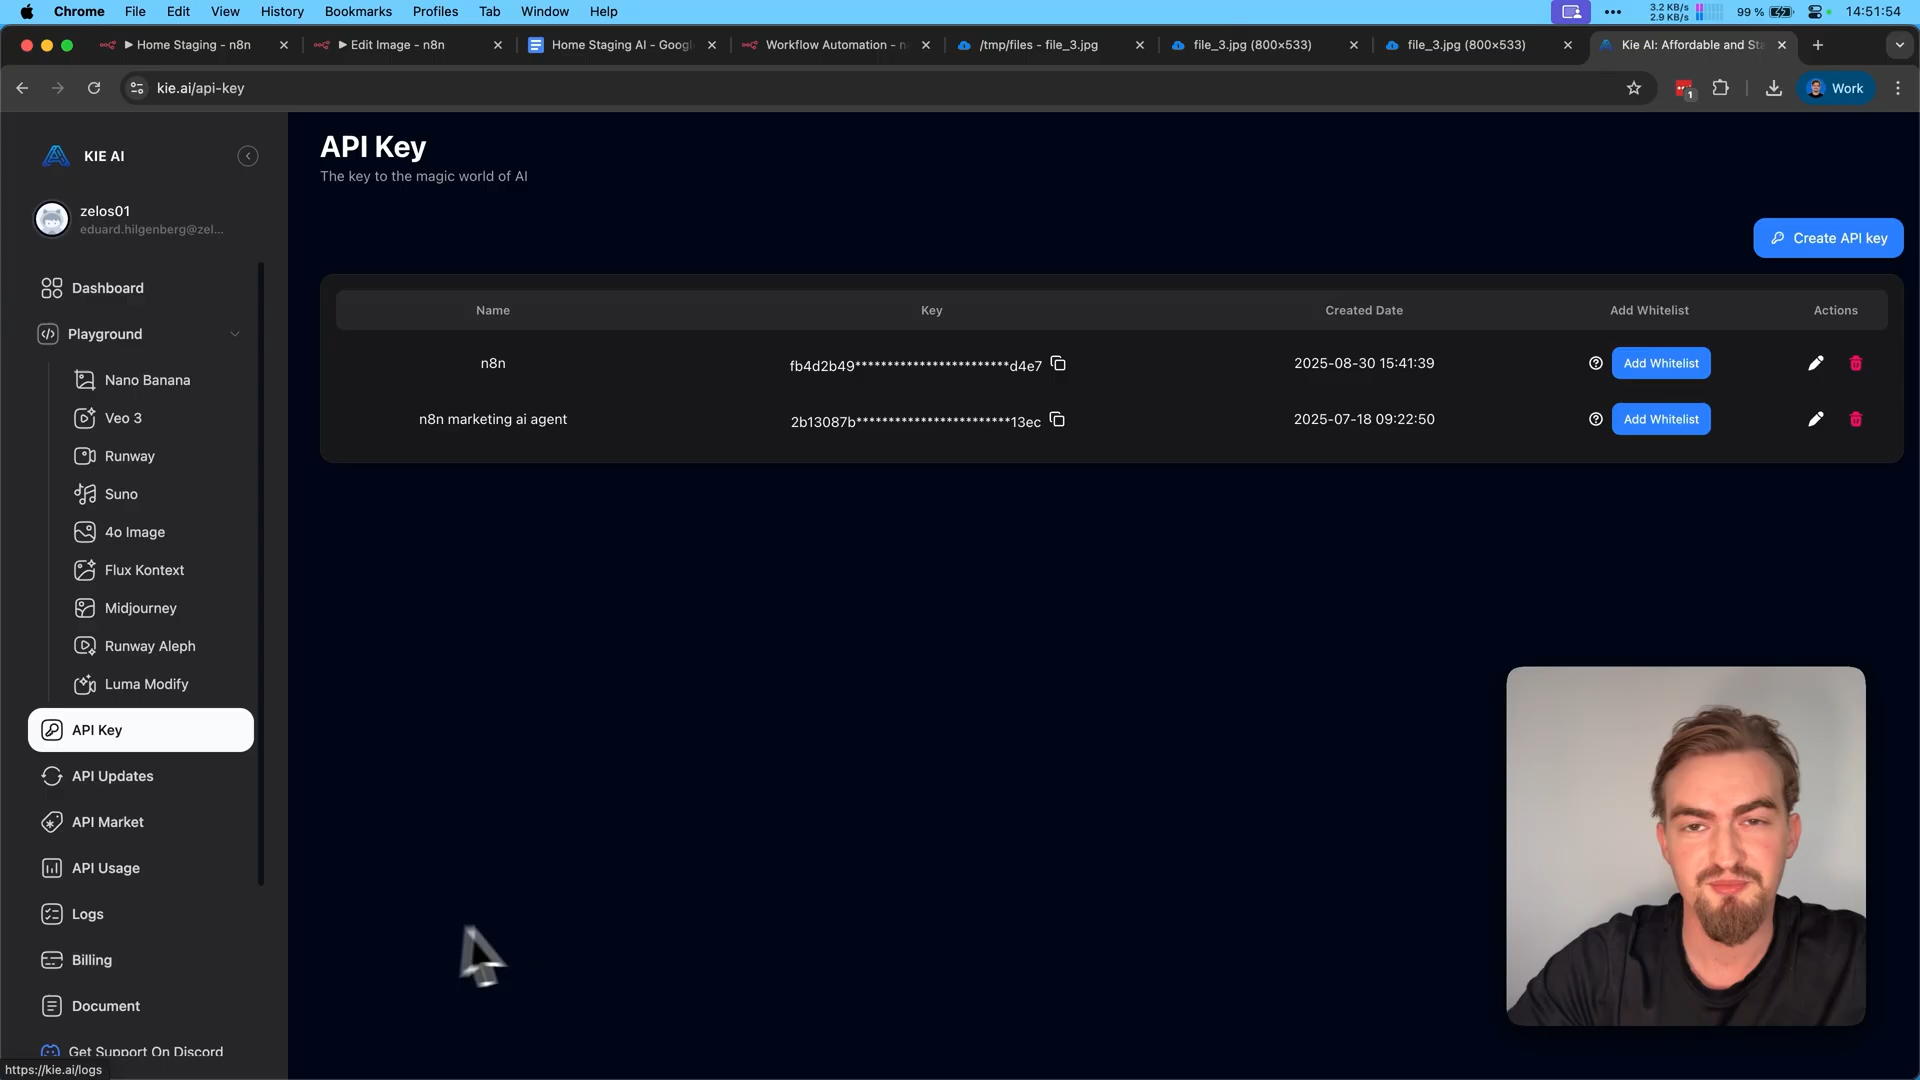 Chrome File Edit View History Bookmarks Profiles Tab Window Help
3.2 KB/s
2.9 KB/s
99 %
14:51:54
Home Staging - n8n
Edit Image - n8n
Home Staging AI - Googl
Workflow Automation - n
/tmp/files - file_3.jpg
file_3.jpg (800×533)
file_3.jpg (800×533)
Kie AI: Affordable and Sta
kie.ai/api-key
1
Work
KIE AI
zelos01
eduard.hilgenberg@zel...
Dashboard
Playground
Nano Banana
Veo 3
Runway
Suno
4o Image
Flux Kontext
Midjourney
Runway Aleph
Luma Modify
API Key
API Updates
API Market
API Usage
Logs
Billing
Document
Get Support On Discord
https://kie.ai/logs
API Key
The key to the magic world of AI
Create API key
Name Key Created Date Add Whitelist Actions
n8n fb4d2b49************************d4e7 2025-08-30 15:41:39 Add Whitelist
n8n marketing ai agent 2b13087b************************13ec 2025-07-18 09:22:50 Add Whitelist